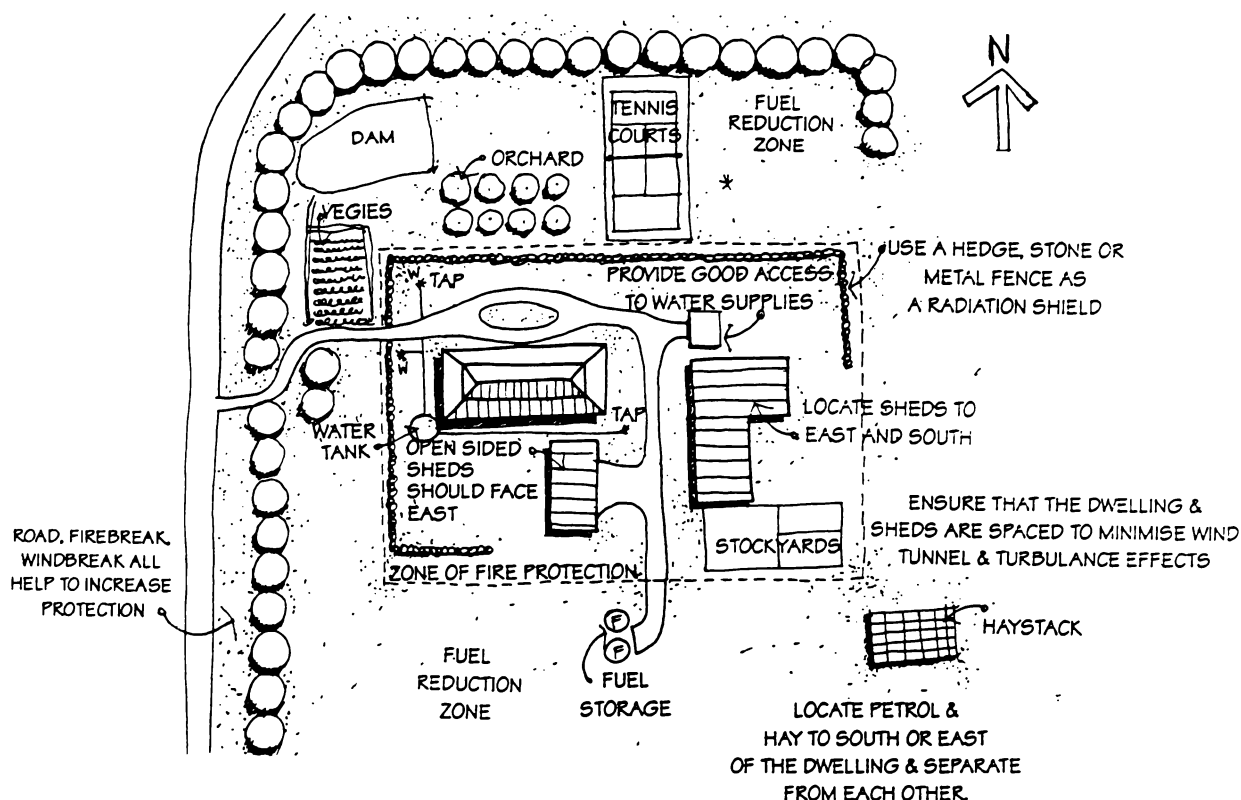 N
TENNIS
COURTS
FUEL
REDUCTION
ZONE
DAM
ORCHARD
VEGIES
USE A HEDGE, STONE OR
METAL FENCE AS
A RADIATION SHIELD
W
TAP
PROVIDE GOOD ACCESS
TO WATER SUPPLIES
W
TAP
LOCATE SHEDS TO
EAST AND SOUTH
WATER
TANK
OPEN SIDED
SHEDS
SHOULD FACE
EAST
ENSURE THAT THE DWELLING &
SHEDS ARE SPACED TO MINIMISE WIND
TUNNEL & TURBULANCE EFFECTS
STOCKYARDS
ROAD, FIREBREAK,
WINDBREAK ALL
HELP TO INCREASE
PROTECTION
ZONE OF FIRE PROTECTION
F
F
HAYSTACK
FUEL
REDUCTION
ZONE
FUEL
STORAGE
LOCATE PETROL &
HAY TO SOUTH OR EAST
OF THE DWELLING & SEPARATE
FROM EACH OTHER.